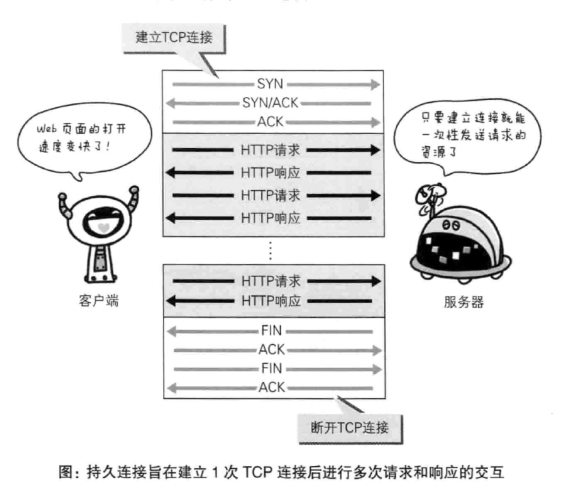 建立TCP连接
SYN
SYN/ACK
ACK
Web 页面的打开
速度变快了！
只要建立连接就能
一次性发送请求的
资源了
HTTP请求
HTTP响应
HTTP请求
HTTP响应
HTTP请求
HTTP响应
客户端
服务器
FIN
ACK
FIN
ACK
断开TCP连接
图：持久连接旨在建立 1 次 TCP 连接后进行多次请求和响应的交互